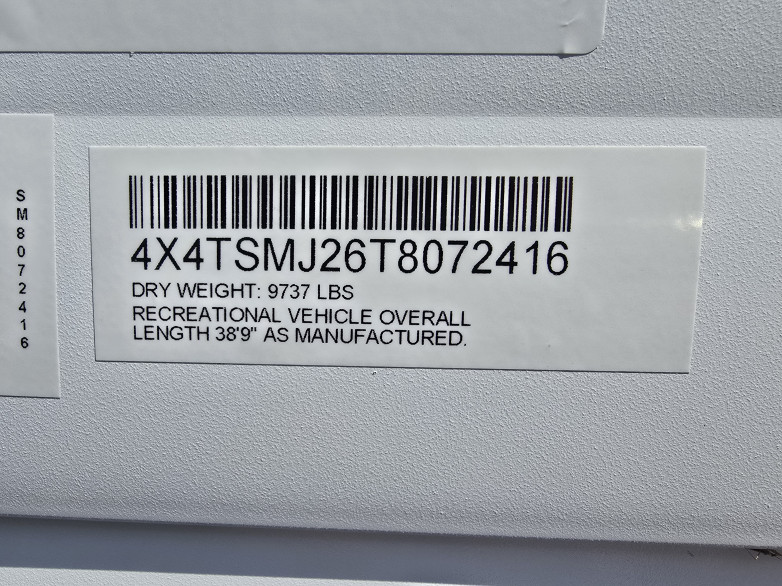 SM8072416
4X4TSMJ26T8072416
DRY WEIGHT: 9737 LBS
RECREATIONAL VEHICLE OVERALL
LENGTH 38'9" AS MANUFACTURED.